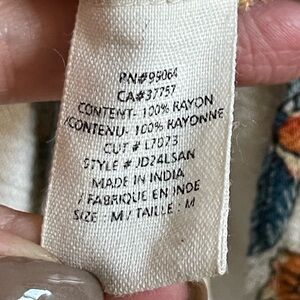 RN#99064
CA#37757
CONTENT- 100% RAYON
/CONTENU- 100% RAYONNE
CUT # L7073
STYLE # JD24LSAN
MADE IN INDIA
/ FABRIQUE EN INDE
SIZE : M / TAILLE : M